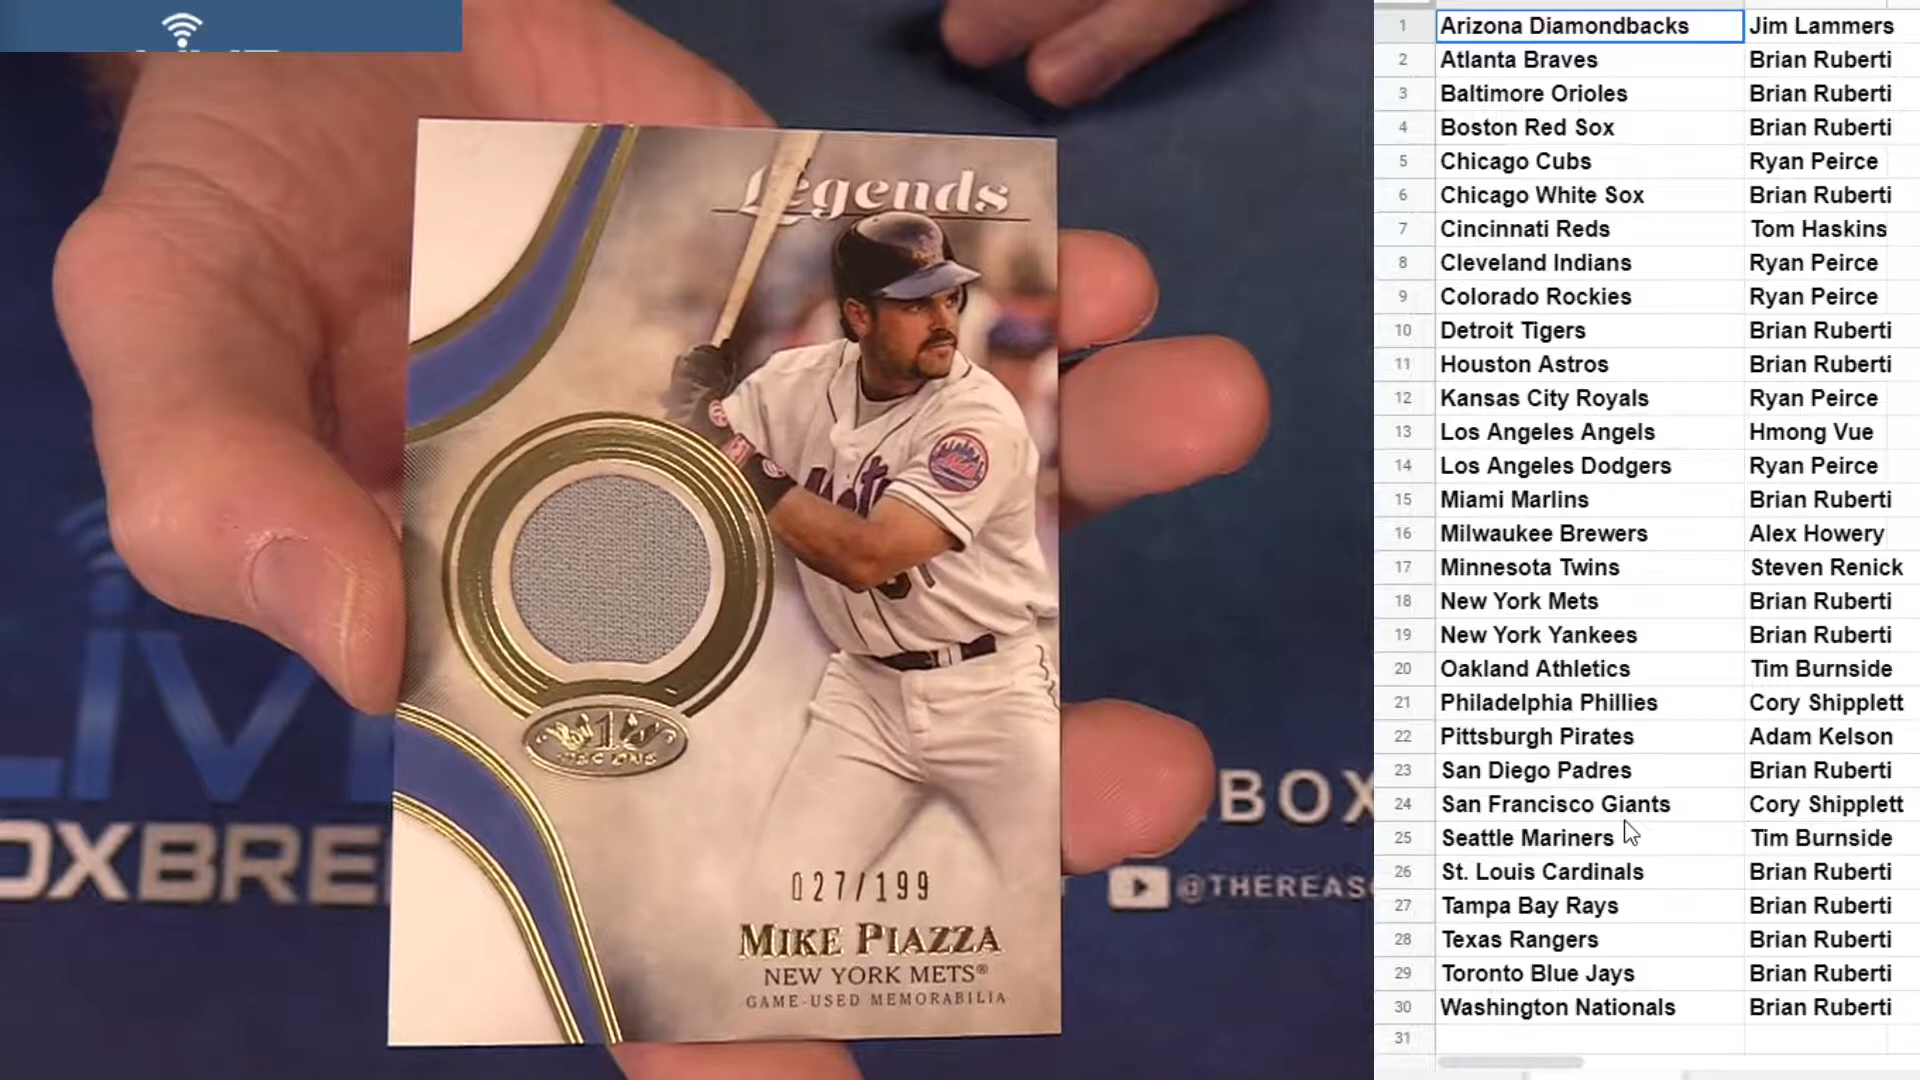 Legends
Mets
TIER ONE
027/199
MIKE PIAZZA
NEW YORK METS®
GAME-USED MEMORABILIA
LIV
OXBRE
BOX
@THEREAS
1 Arizona Diamondbacks Jim Lammers
2 Atlanta Braves Brian Ruberti
3 Baltimore Orioles Brian Ruberti
4 Boston Red Sox Brian Ruberti
5 Chicago Cubs Ryan Peirce
6 Chicago White Sox Brian Ruberti
7 Cincinnati Reds Tom Haskins
8 Cleveland Indians Ryan Peirce
9 Colorado Rockies Ryan Peirce
10 Detroit Tigers Brian Ruberti
11 Houston Astros Brian Ruberti
12 Kansas City Royals Ryan Peirce
13 Los Angeles Angels Hmong Vue
14 Los Angeles Dodgers Ryan Peirce
15 Miami Marlins Brian Ruberti
16 Milwaukee Brewers Alex Howery
17 Minnesota Twins Steven Renick
18 New York Mets Brian Ruberti
19 New York Yankees Brian Ruberti
20 Oakland Athletics Tim Burnside
21 Philadelphia Phillies Cory Shipplett
22 Pittsburgh Pirates Adam Kelson
23 San Diego Padres Brian Ruberti
24 San Francisco Giants Cory Shipplett
25 Seattle Mariners Tim Burnside
26 St. Louis Cardinals Brian Ruberti
27 Tampa Bay Rays Brian Ruberti
28 Texas Rangers Brian Ruberti
29 Toronto Blue Jays Brian Ruberti
30 Washington Nationals Brian Ruberti
31